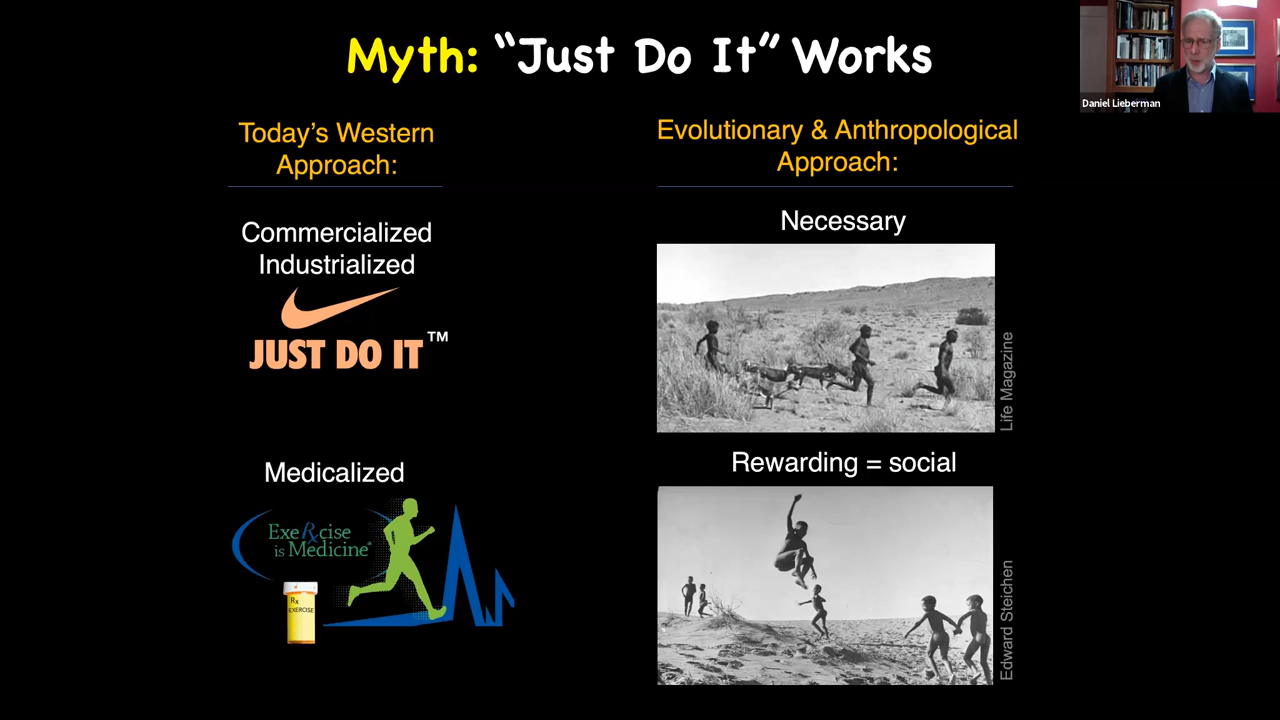 Myth: “Just Do It” Works
Daniel Lieberman
Today’s Western
Approach:
Commercialized
Industrialized
JUST DO IT™
Medicalized
ExeRxcise
is Medicine®
Rx
EXERCISE
Evolutionary & Anthropological
Approach:
Necessary
Life Magazine
Rewarding = social
Edward Steichen